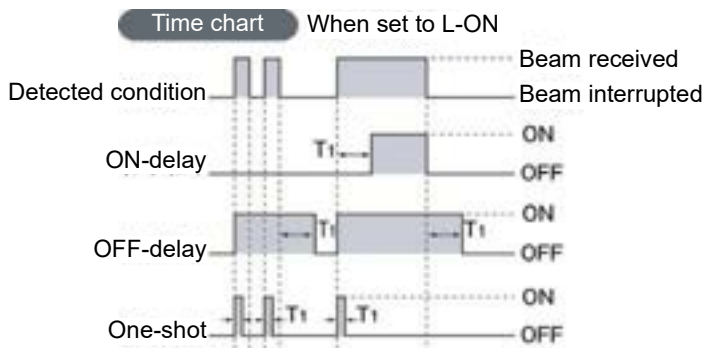 Time chart When set to L-ON
Beam received
Detected condition Beam interrupted
ON
T1
ON-delay OFF
ON
T1 T1
OFF-delay OFF
ON
T1 T1
One-shot OFF